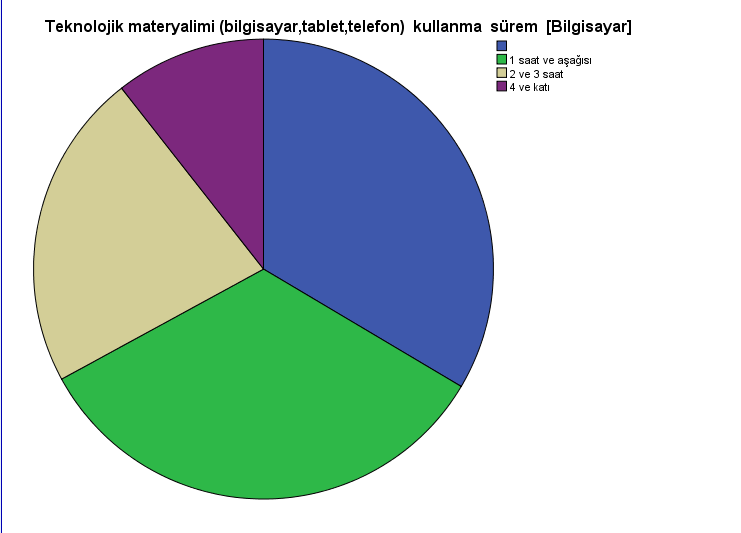 Teknolojik materyalimi (bilgisayar,tablet,telefon) kullanma sürem [Bilgisayar]
1 saat ve aşağısı
2 ve 3 saat
4 ve katı